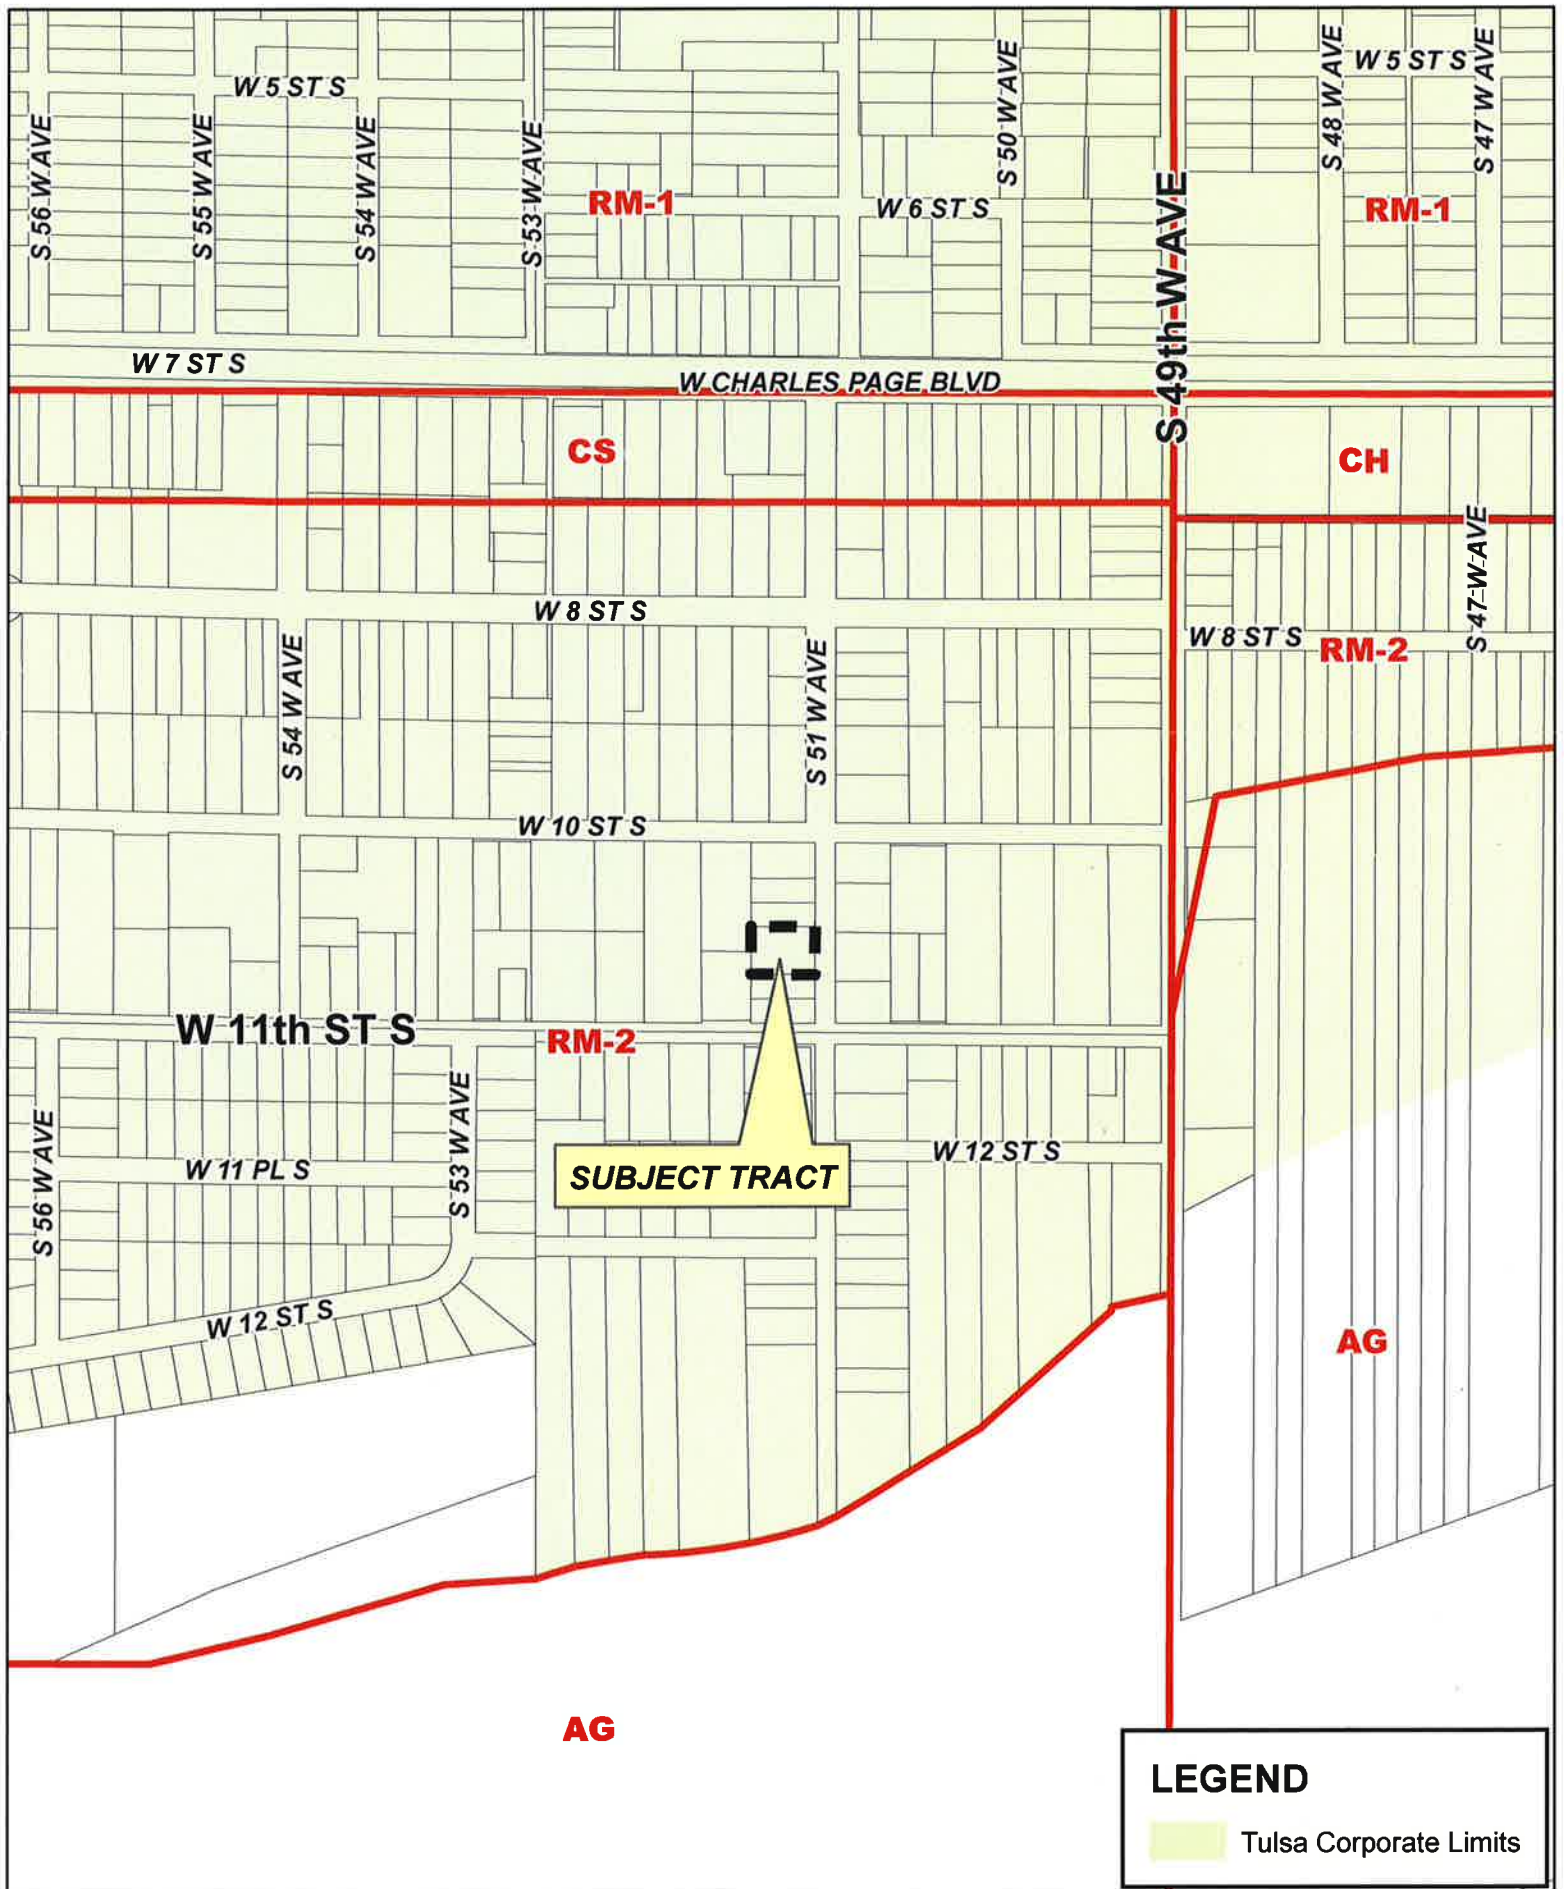 W 5 ST S
W 5 ST S
S 56 W AVE
S 55 W AVE
S 54 W AVE
S 53 W AVE
S 50 W AVE
S 48 W AVE
S 47 W AVE
RM-1
W 6 ST S
RM-1
S 49th W AVE
W 7 ST S
W CHARLES PAGE BLVD
CS
CH
W 8 ST S
S 47 W AVE
W 8 ST S
RM-2
S 54 W AVE
S 51 W AVE
W 10 ST S
W 11th ST S
RM-2
S 56 W AVE
S 53 W AVE
W 11 PL S
SUBJECT TRACT
W 12 ST S
W 12 ST S
AG
AG
LEGEND
Tulsa Corporate Limits